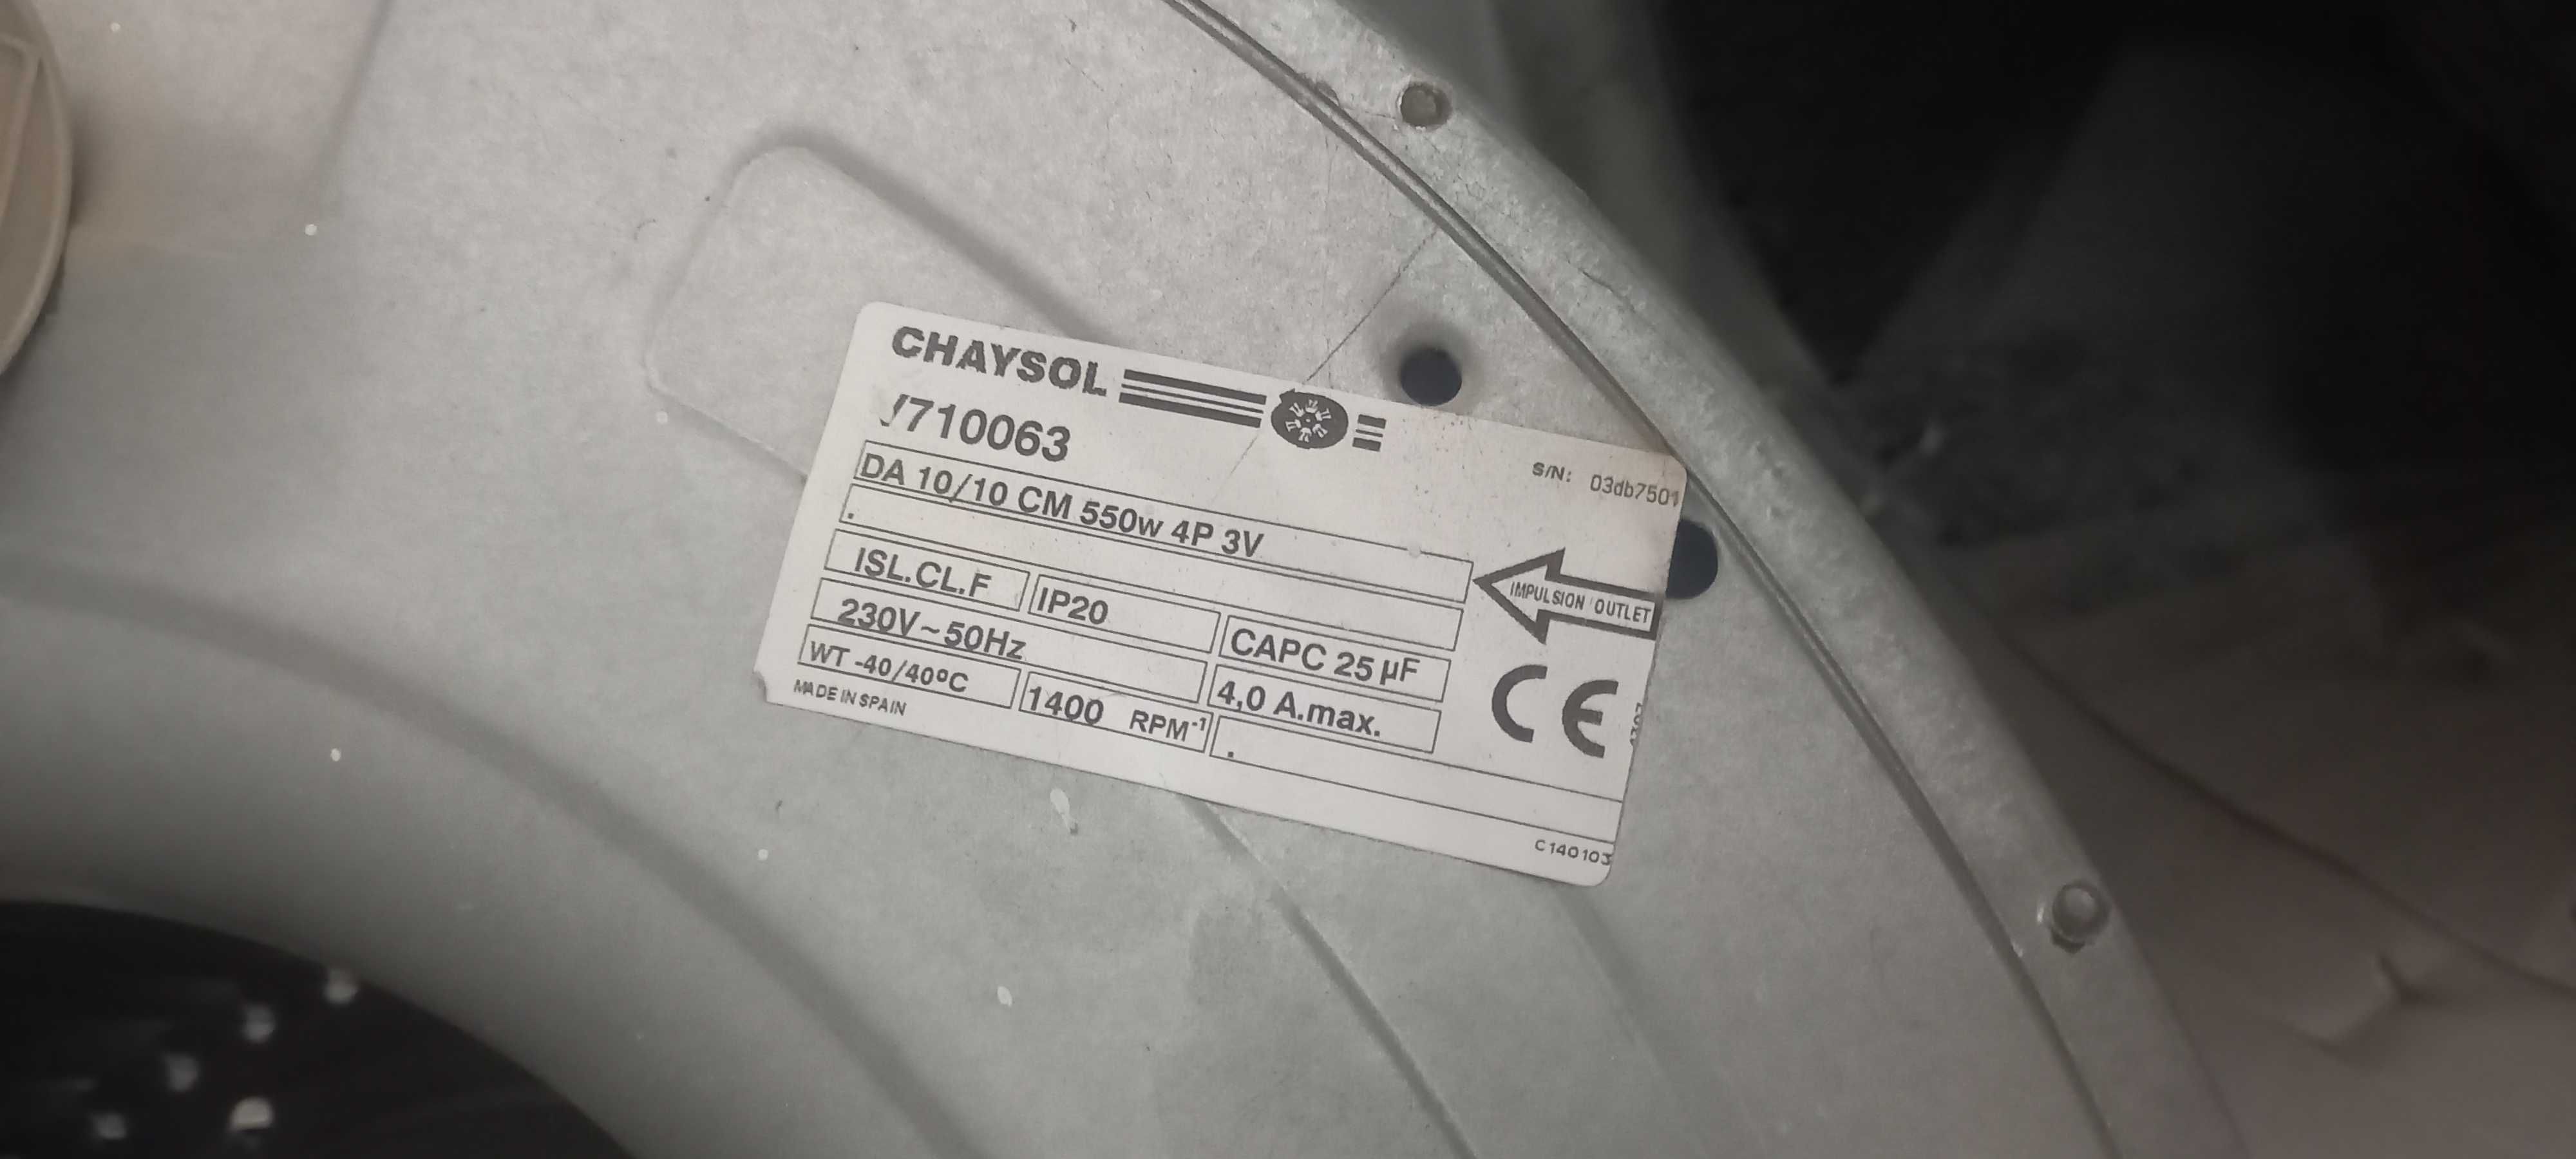 CHAYSOL
V710063
S/N: 03db7501
DA 10/10 CM 550w 4P 3V
.
IMPULSION OUTLET
ISL.CL.F IP20 CAPC 25 µF
230V~50Hz 4,0 A.max.
WT -40/40ºC 1400 RPM⁻¹ .
CE
MADE IN SPAIN
C140103